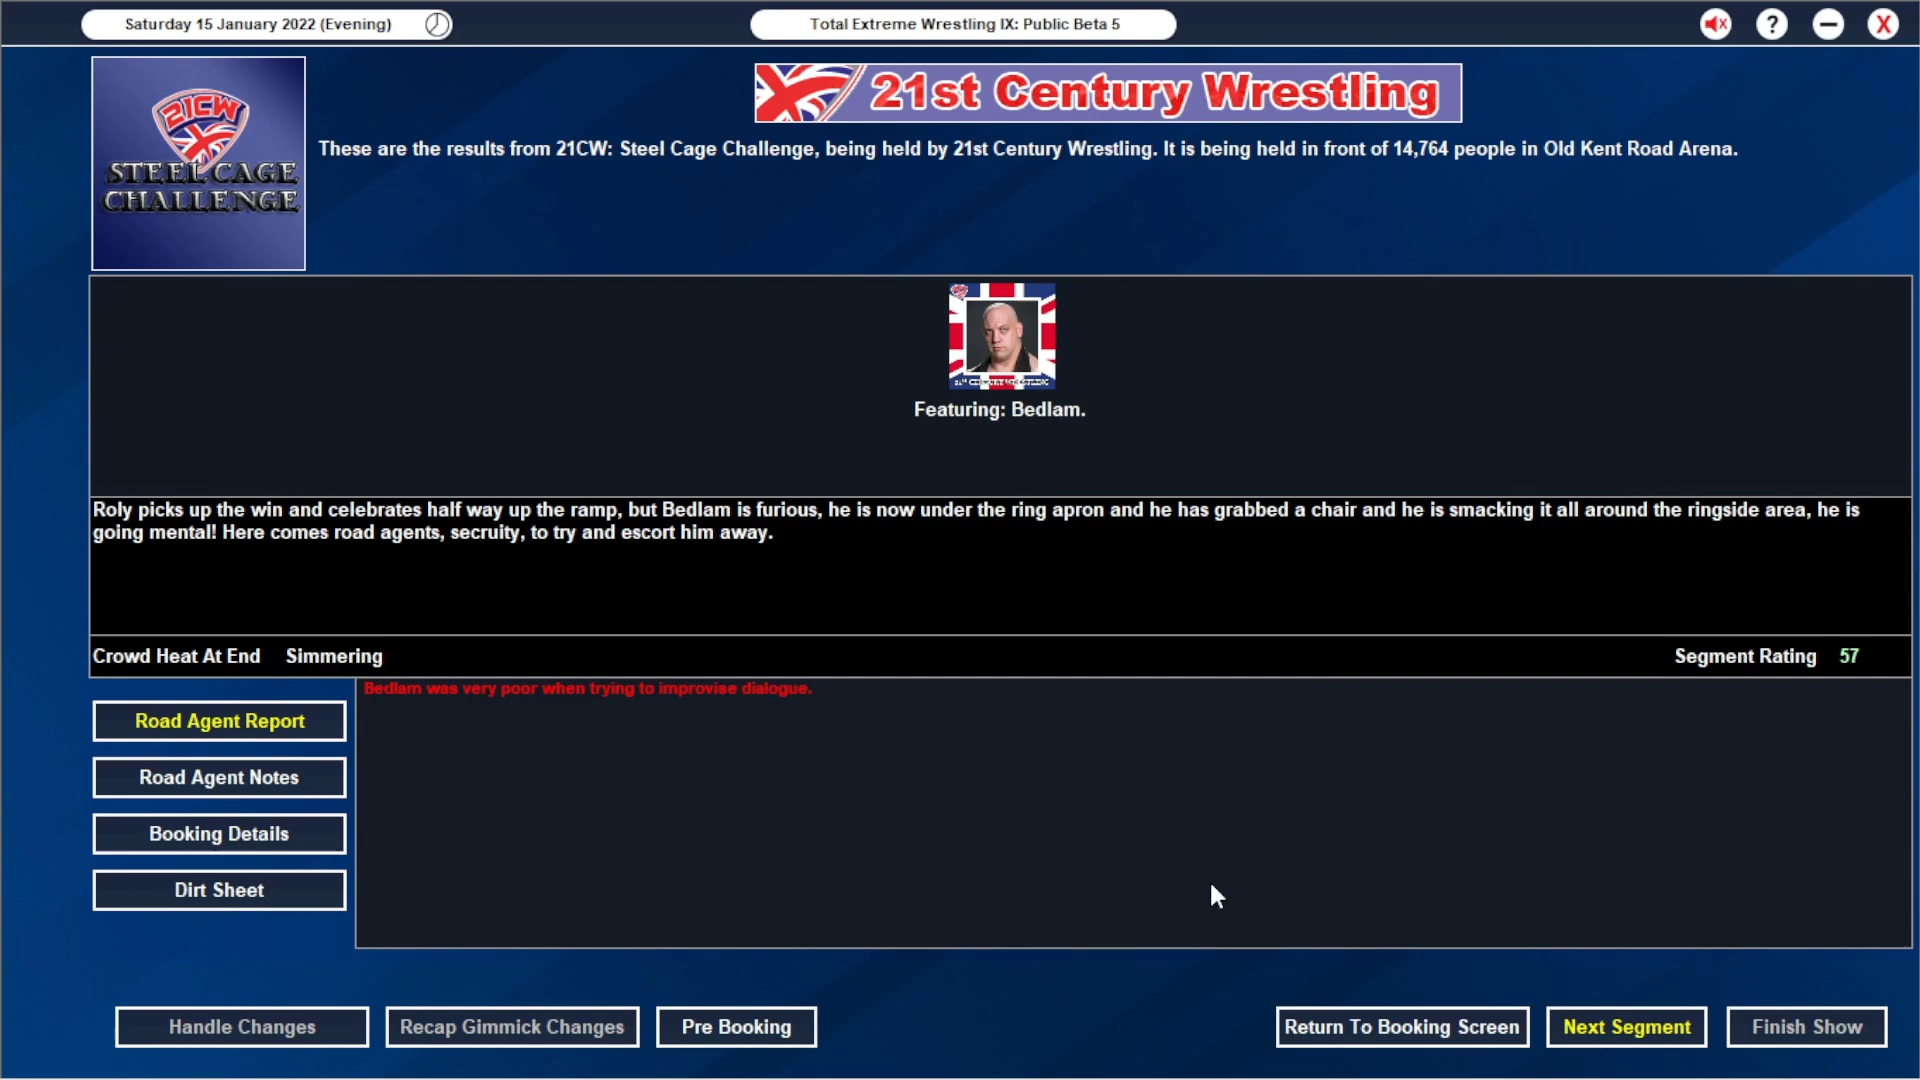 Saturday 15 January 2022 (Evening)
Total Extreme Wrestling IX: Public Beta 5
?
X
21CW
STEEL CAGE
CHALLENGE
21st Century Wrestling
These are the results from 21CW: Steel Cage Challenge, being held by 21st Century Wrestling. It is being held in front of 14,764 people in Old Kent Road Arena.
21ST CENTURY WRESTLING
Featuring: Bedlam.
Roly picks up the win and celebrates half way up the ramp, but Bedlam is furious, he is now under the ring apron and he has grabbed a chair and he is smacking it all around the ringside area, he is
going mental! Here comes road agents, secruity, to try and escort him away.
Crowd Heat At End Simmering
Segment Rating 57
Bedlam was very poor when trying to improvise dialogue.
Road Agent Report
Road Agent Notes
Booking Details
Dirt Sheet
Handle Changes
Recap Gimmick Changes
Pre Booking
Return To Booking Screen
Next Segment
Finish Show